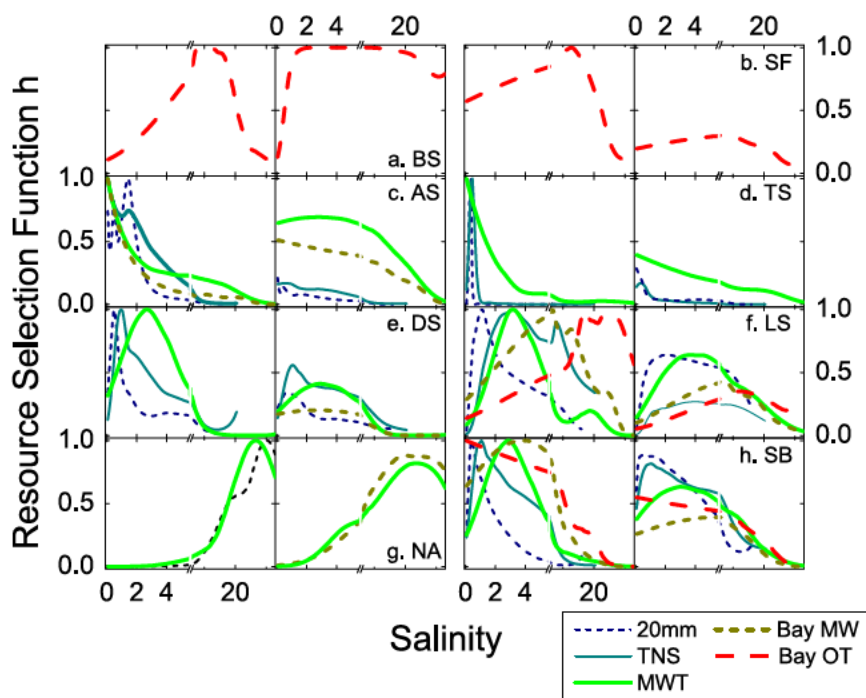 0 2 4 20 0 2 4 20
Resource Selection Function h
a. BS
b. SF
1.0
0.5
0.0
1.0
0.5
0.0
c. AS
d. TS
1.0
0.5
0.0
e. DS
f. LS
1.0
0.5
0.0
g. NA
h. SB
0 2 4 20 0 2 4 20
Salinity
20mm Bay MW
TNS Bay OT
MWT